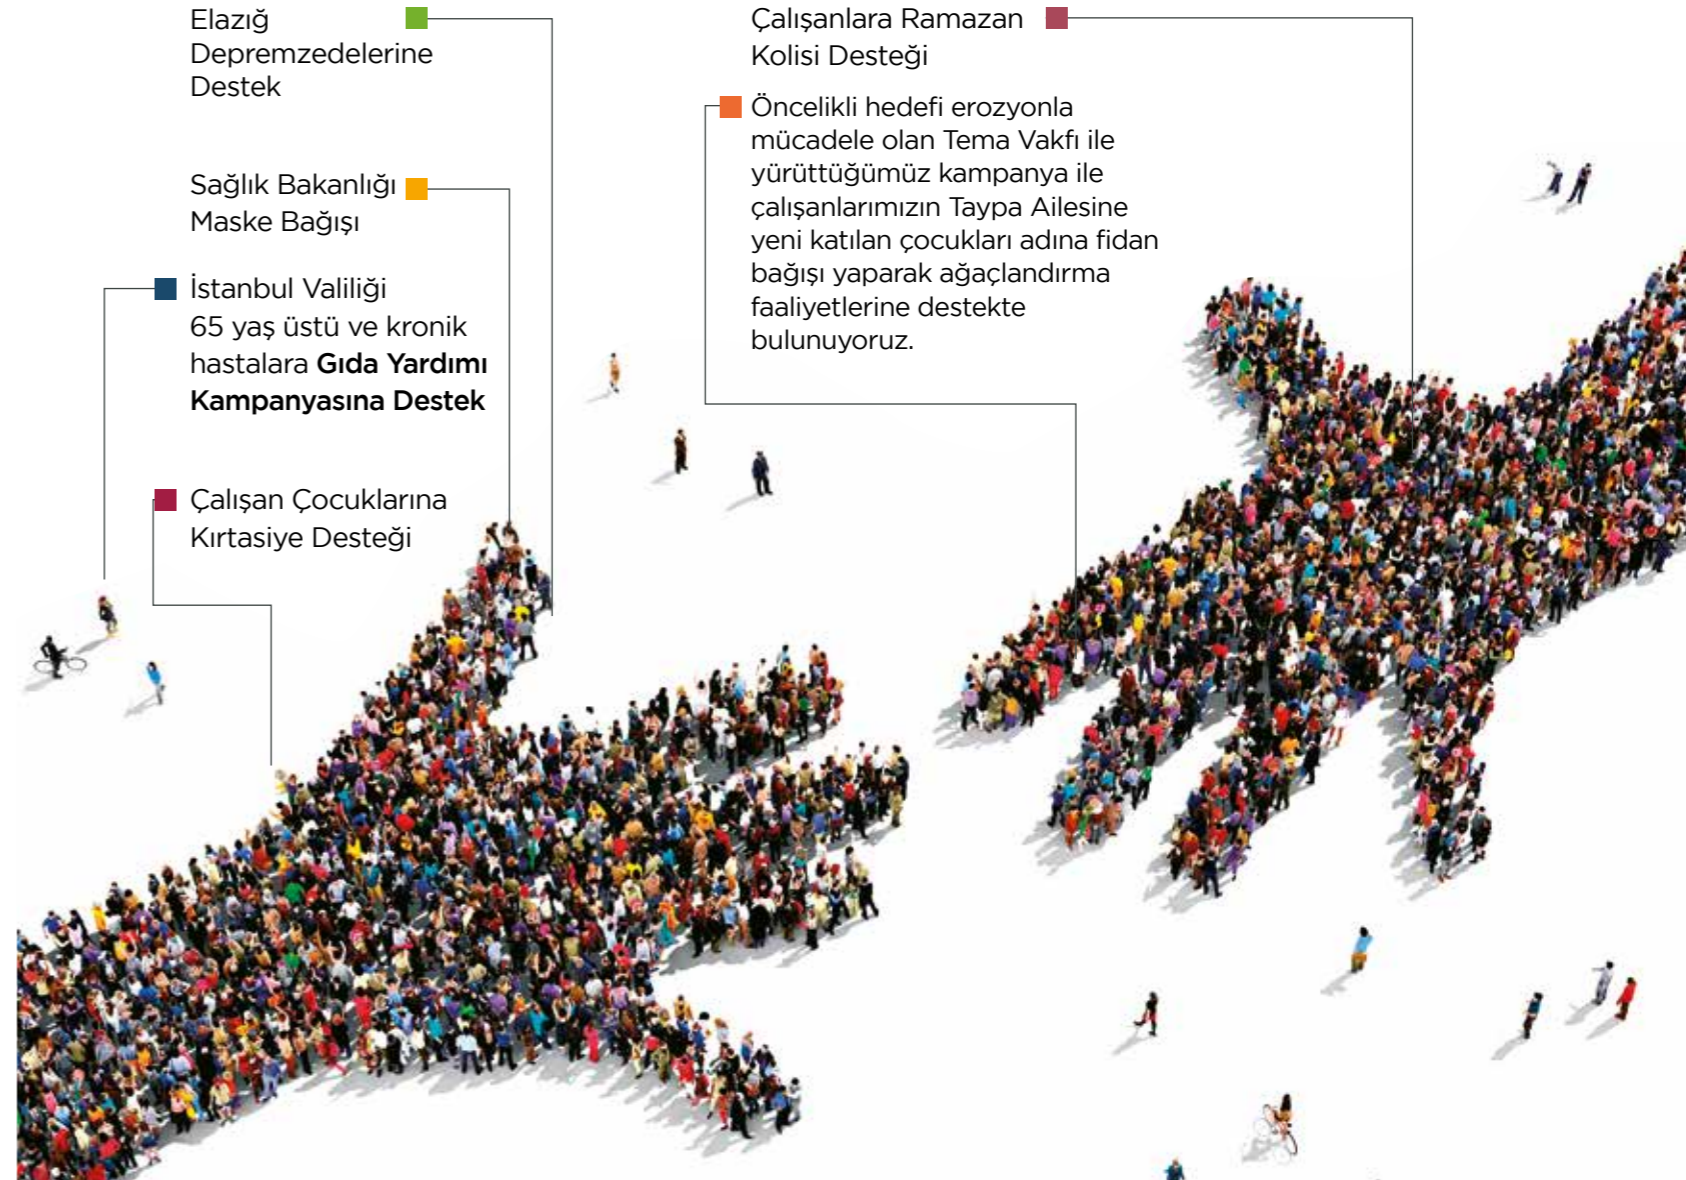 Elazığ
Depremzedelerine
Destek
Sağlık Bakanlığı
Maske Bağışı
İstanbul Valiliği
65 yaş üstü ve kronik
hastalara Gıda Yardımı
Kampanyasına Destek
Çalışan Çocuklarına
Kırtasiye Desteği
Çalışanlara Ramazan
Kolisi Desteği
Öncelikli hedefi erozyonla
mücadele olan Tema Vakfı ile
yürüttüğümüz kampanya ile
çalışanlarımızın Taypa Ailesine
yeni katılan çocukları adına fidan
bağışı yaparak ağaçlandırma
faaliyetlerine destekte
bulunuyoruz.